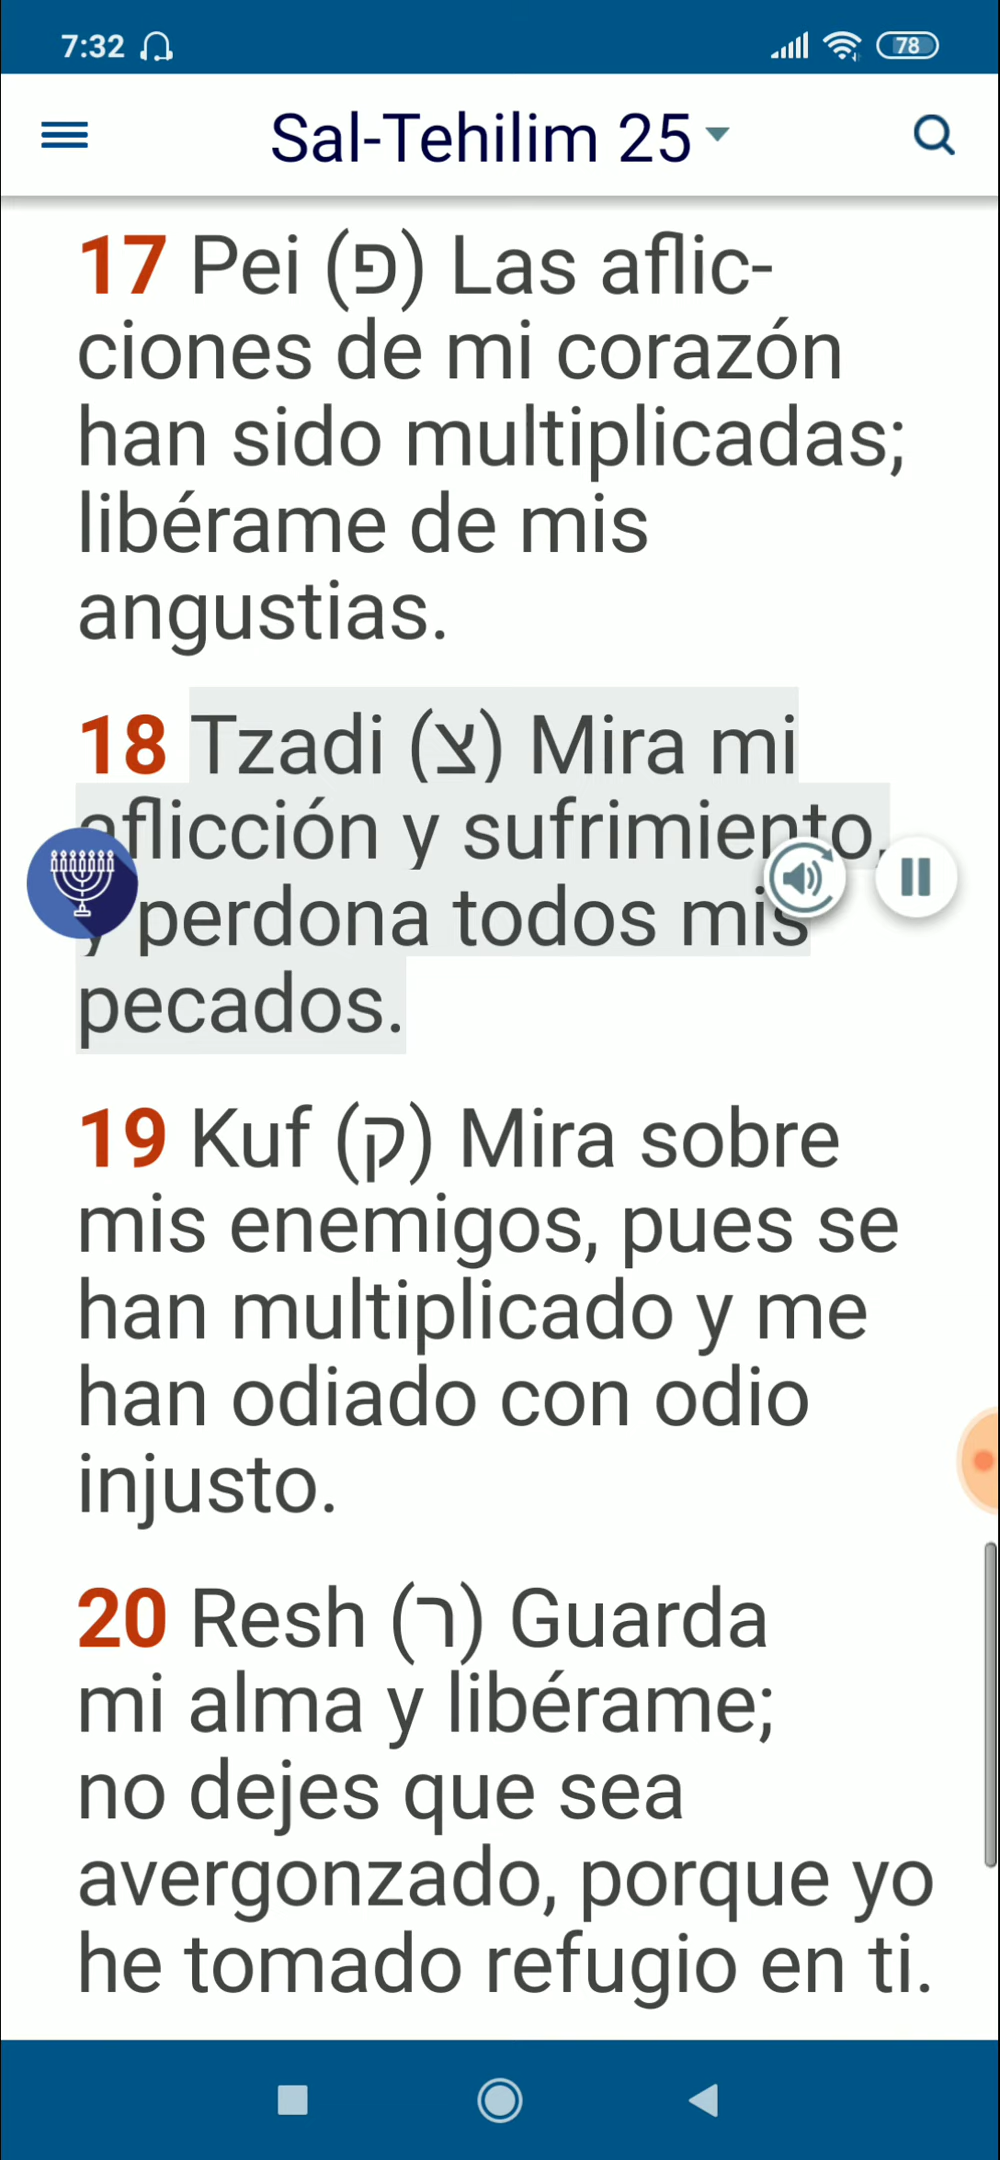 7:32
78
Sal-Tehilim 25
17 Pei (פ) Las aflic-
ciones de mi corazón
han sido multiplicadas;
libérame de mis
angustias.
18 Tzadi (צ) Mira mi
aflicción y sufrimiento,
y perdona todos mis
pecados.
19 Kuf (ק) Mira sobre
mis enemigos, pues se
han multiplicado y me
han odiado con odio
injusto.
20 Resh (ר) Guarda
mi alma y libérame;
no dejes que sea
avergonzado, porque yo
he tomado refugio en ti.